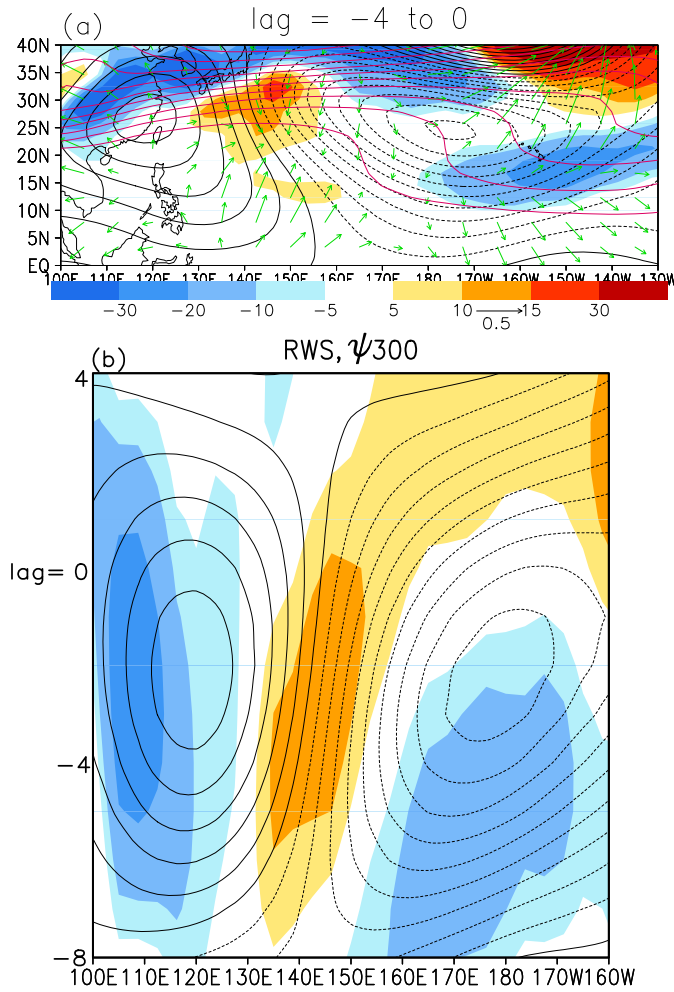 (a) lag = −4 to 0
40N
35N
30N
25N
20N
15N
10N
5N
EQ
100E 110E 120E 130E 140E 150E 160E 170E 180 170W 160W 150W 140W 130W
−30 −20 −10 −5 5 10 15 30
0.5
(b) RWS, ψ300
4
lag= 0
−4
−8
100E 110E 120E 130E 140E 150E 160E 170E 180 170W 160W